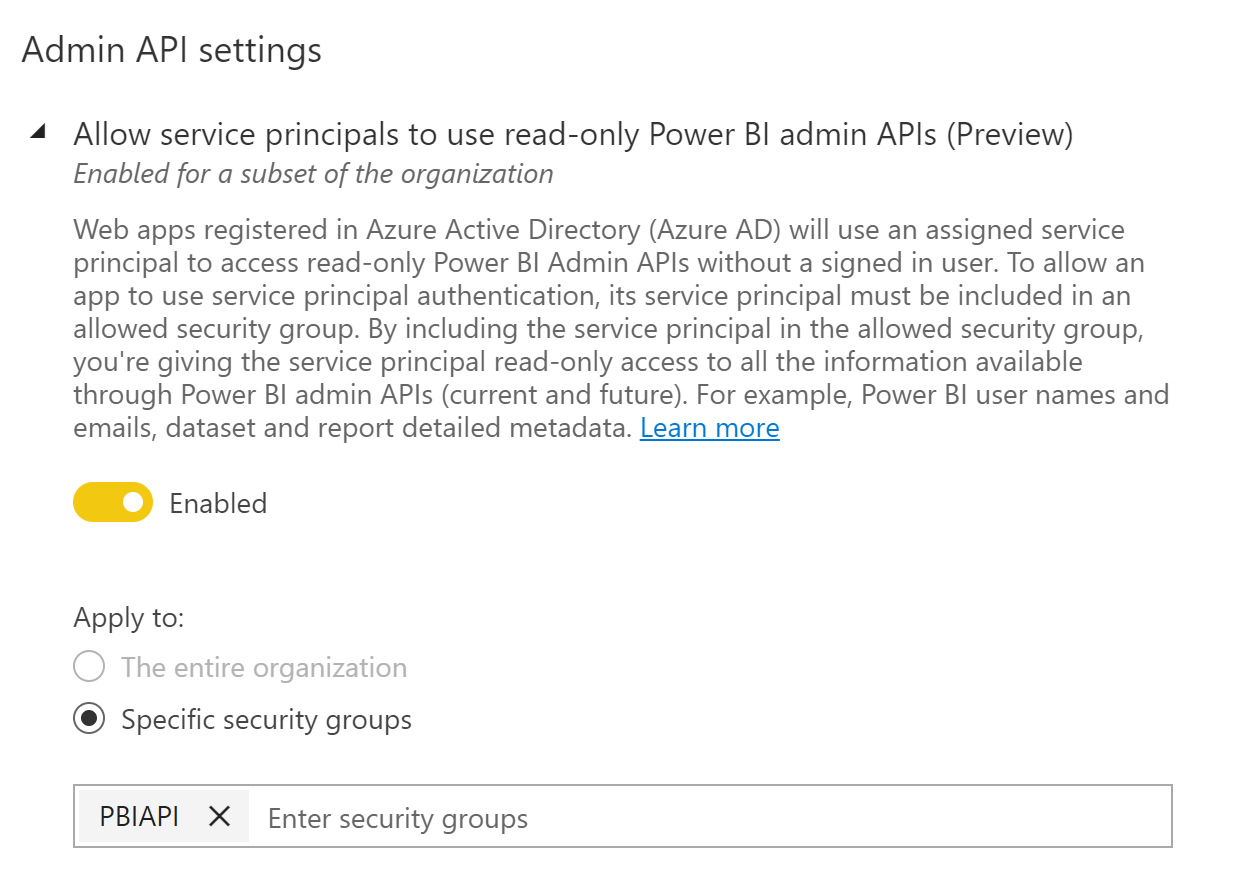 Admin API settings
Allow service principals to use read-only Power BI admin APIs (Preview)
Enabled for a subset of the organization
Web apps registered in Azure Active Directory (Azure AD) will use an assigned service
principal to access read-only Power BI Admin APIs without a signed in user. To allow an
app to use service principal authentication, its service principal must be included in an
allowed security group. By including the service principal in the allowed security group,
you're giving the service principal read-only access to all the information available
through Power BI admin APIs (current and future). For example, Power BI user names and
emails, dataset and report detailed metadata. Learn more
Enabled
Apply to:
The entire organization
Specific security groups
PBIAPI Enter security groups